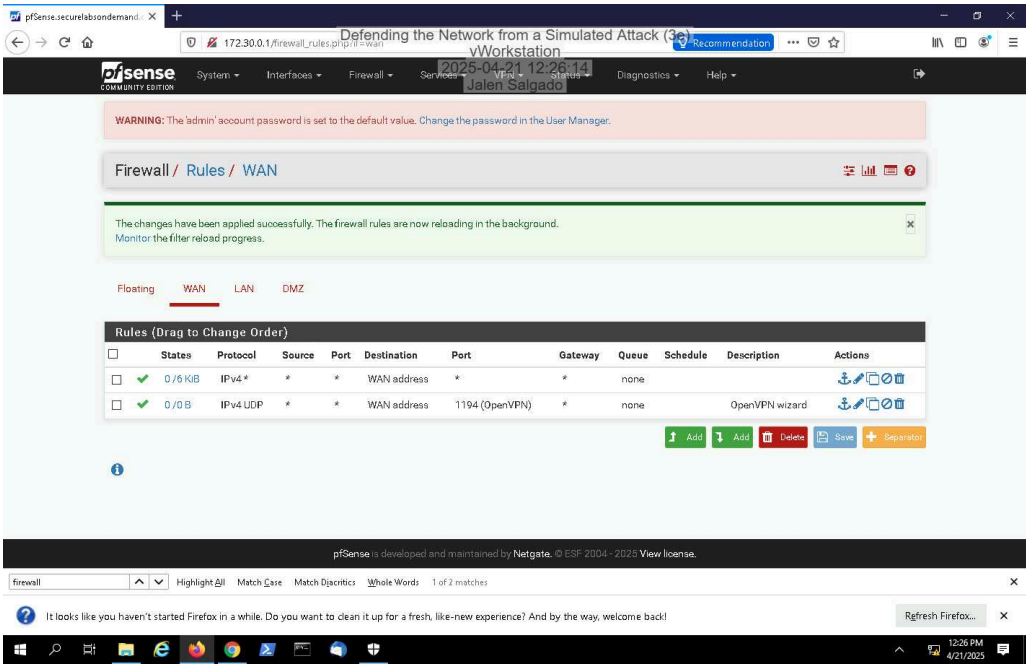 pfSense.securelabsondemand.
Defending the Network from a Simulated Attack (3e)
172.30.0.1/firewall_rules.php?if=wan
Recommendation
vWorkstation
2025-04-21 12:26:14
Jalen Salgado
pfsense
COMMUNITY EDITION
System Interfaces Firewall Services VPN Status Diagnostics Help
WARNING: The 'admin' account password is set to the default value. Change the password in the User Manager.
Firewall / Rules / WAN
The changes have been applied successfully. The firewall rules are now reloading in the background.
Monitor the filter reload progress.
Floating WAN LAN DMZ
Rules (Drag to Change Order)
States Protocol Source Port Destination Port Gateway Queue Schedule Description Actions
0 /6 KiB IPv4 * * * WAN address * * none
0 /0 B IPv4 UDP * * WAN address 1194 (OpenVPN) * none OpenVPN wizard
Add Add Delete Save Separator
pfSense is developed and maintained by Netgate. © ESF 2004 - 2025 View license.
firewall Highlight All Match Case Match Diacritics Whole Words 1 of 2 matches
It looks like you haven't started Firefox in a while. Do you want to clean it up for a fresh, like-new experience? And by the way, welcome back! Refresh Firefox...
12:26 PM
4/21/2025